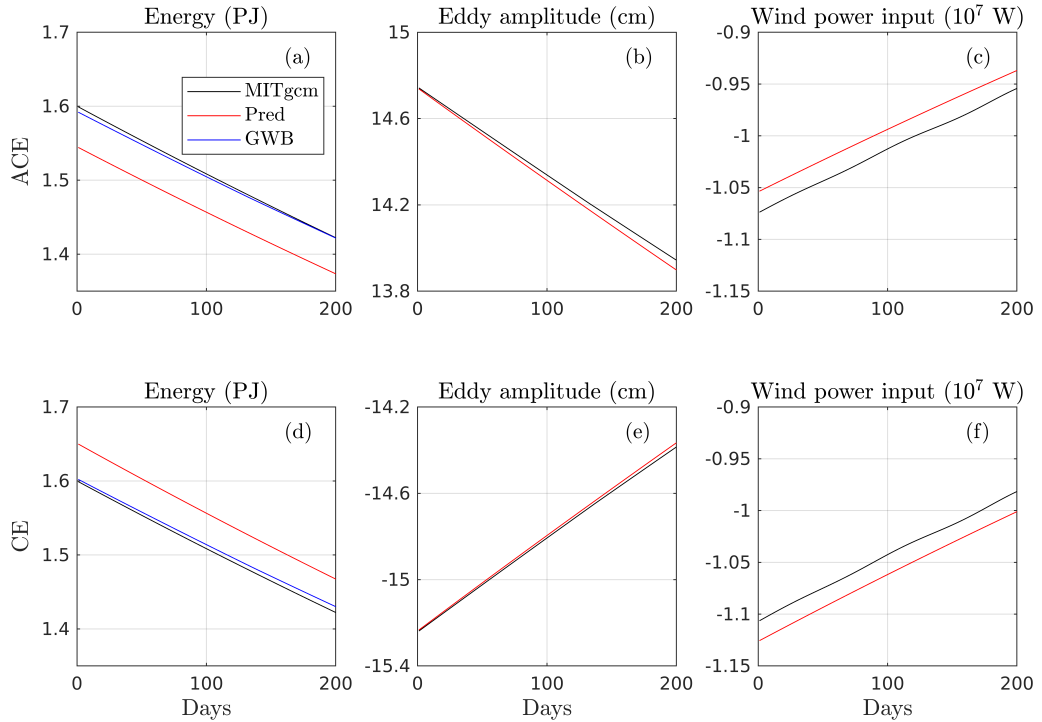 Energy (PJ)
Eddy amplitude (cm)
Wind power input (10⁷ W)
1.7
15
-0.9
(a)
(b)
(c)
MITgcm
Pred
GWB
-0.95
1.6
14.6
-1
ACE
1.5
-1.05
14.2
1.4
-1.1
13.8
-1.15
0
100
200
0
100
200
0
100
200
Energy (PJ)
Eddy amplitude (cm)
Wind power input (10⁷ W)
1.7
-14.2
-0.9
(d)
(e)
(f)
-0.95
1.6
-14.6
-1
CE
1.5
-1.05
-15
1.4
-1.1
-15.4
-1.15
0
100
200
0
100
200
0
100
200
Days
Days
Days